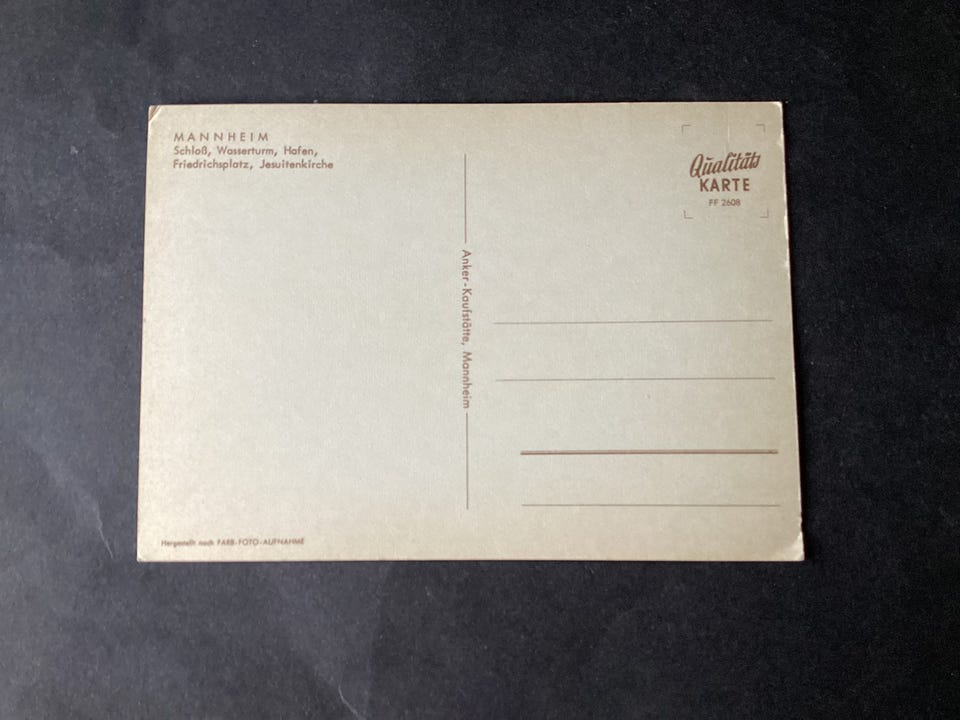 MANNHEIM
Schloß, Wasserturm, Hafen,
Friedrichsplatz, Jesuitenkirche
Qualitäts
KARTE
FF 2608
Anker-Kaufstätte, Mannheim
Hergestellt nach FARB-FOTO-AUFNAHME